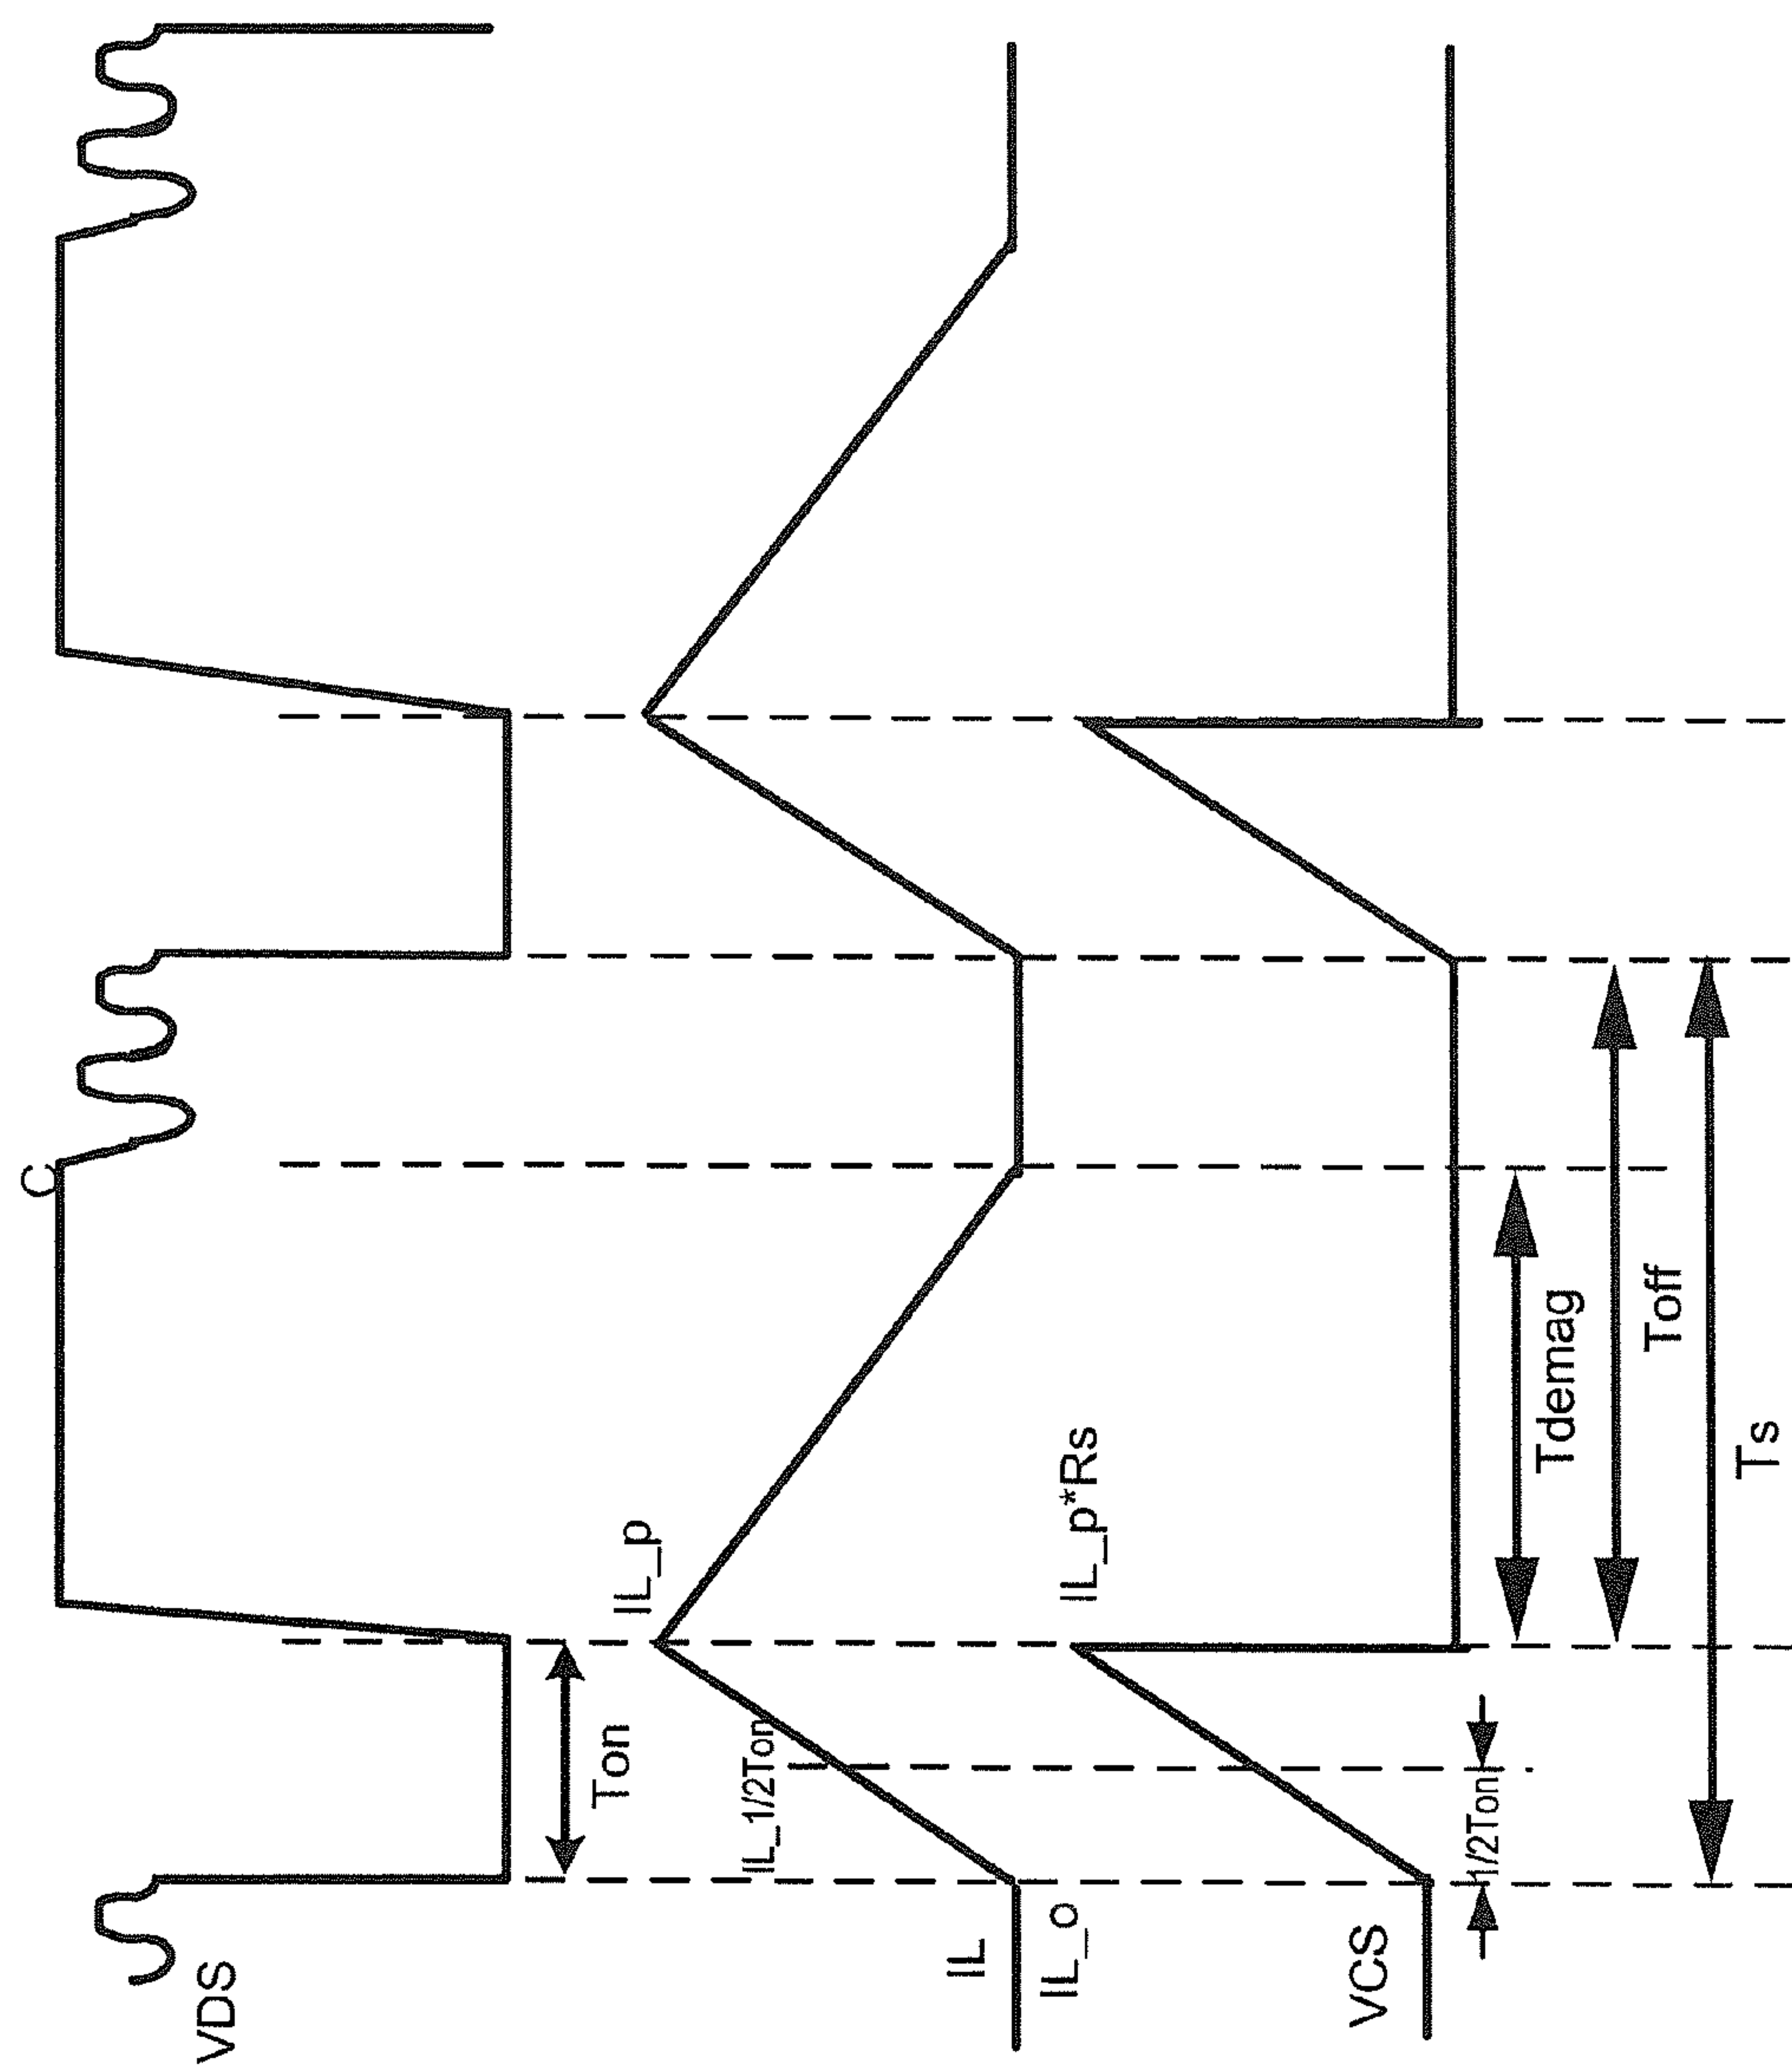 VDS
C
Ton
IL_p
IL_1/2Ton
IL
IL_o
IL_p*Rs
VCS
1/2Ton
Tdemag
Toff
Ts